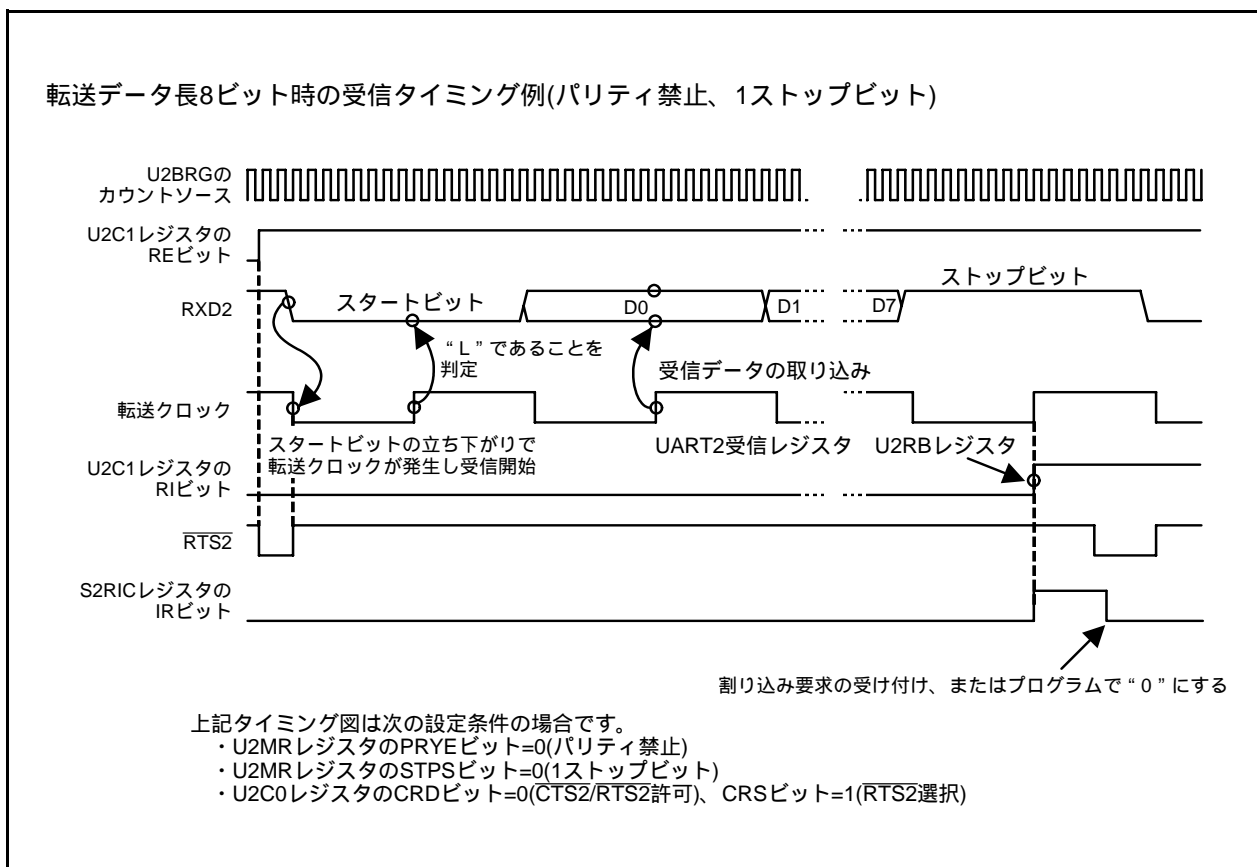 転送データ長8ビット時の受信タイミング例(パリティ禁止、1ストップビット)
U2BRGの
カウントソース
U2C1レジスタの
REビット
RXD2
スタートビット
D0
D1
D7
ストップビット
“L”であることを
判定
受信データの取り込み
転送クロック
スタートビットの立ち下がりで
転送クロックが発生し受信開始
UART2受信レジスタ
U2RBレジスタ
U2C1レジスタの
RIビット
RTS2
S2RICレジスタの
IRビット
割り込み要求の受け付け、またはプログラムで“0”にする
上記タイミング図は次の設定条件の場合です。
・U2MRレジスタのPRYEビット=0(パリティ禁止)
・U2MRレジスタのSTPSビット=0(1ストップビット)
・U2C0レジスタのCRDビット=0(CTS2/RTS2許可)、CRSビット=1(RTS2選択)